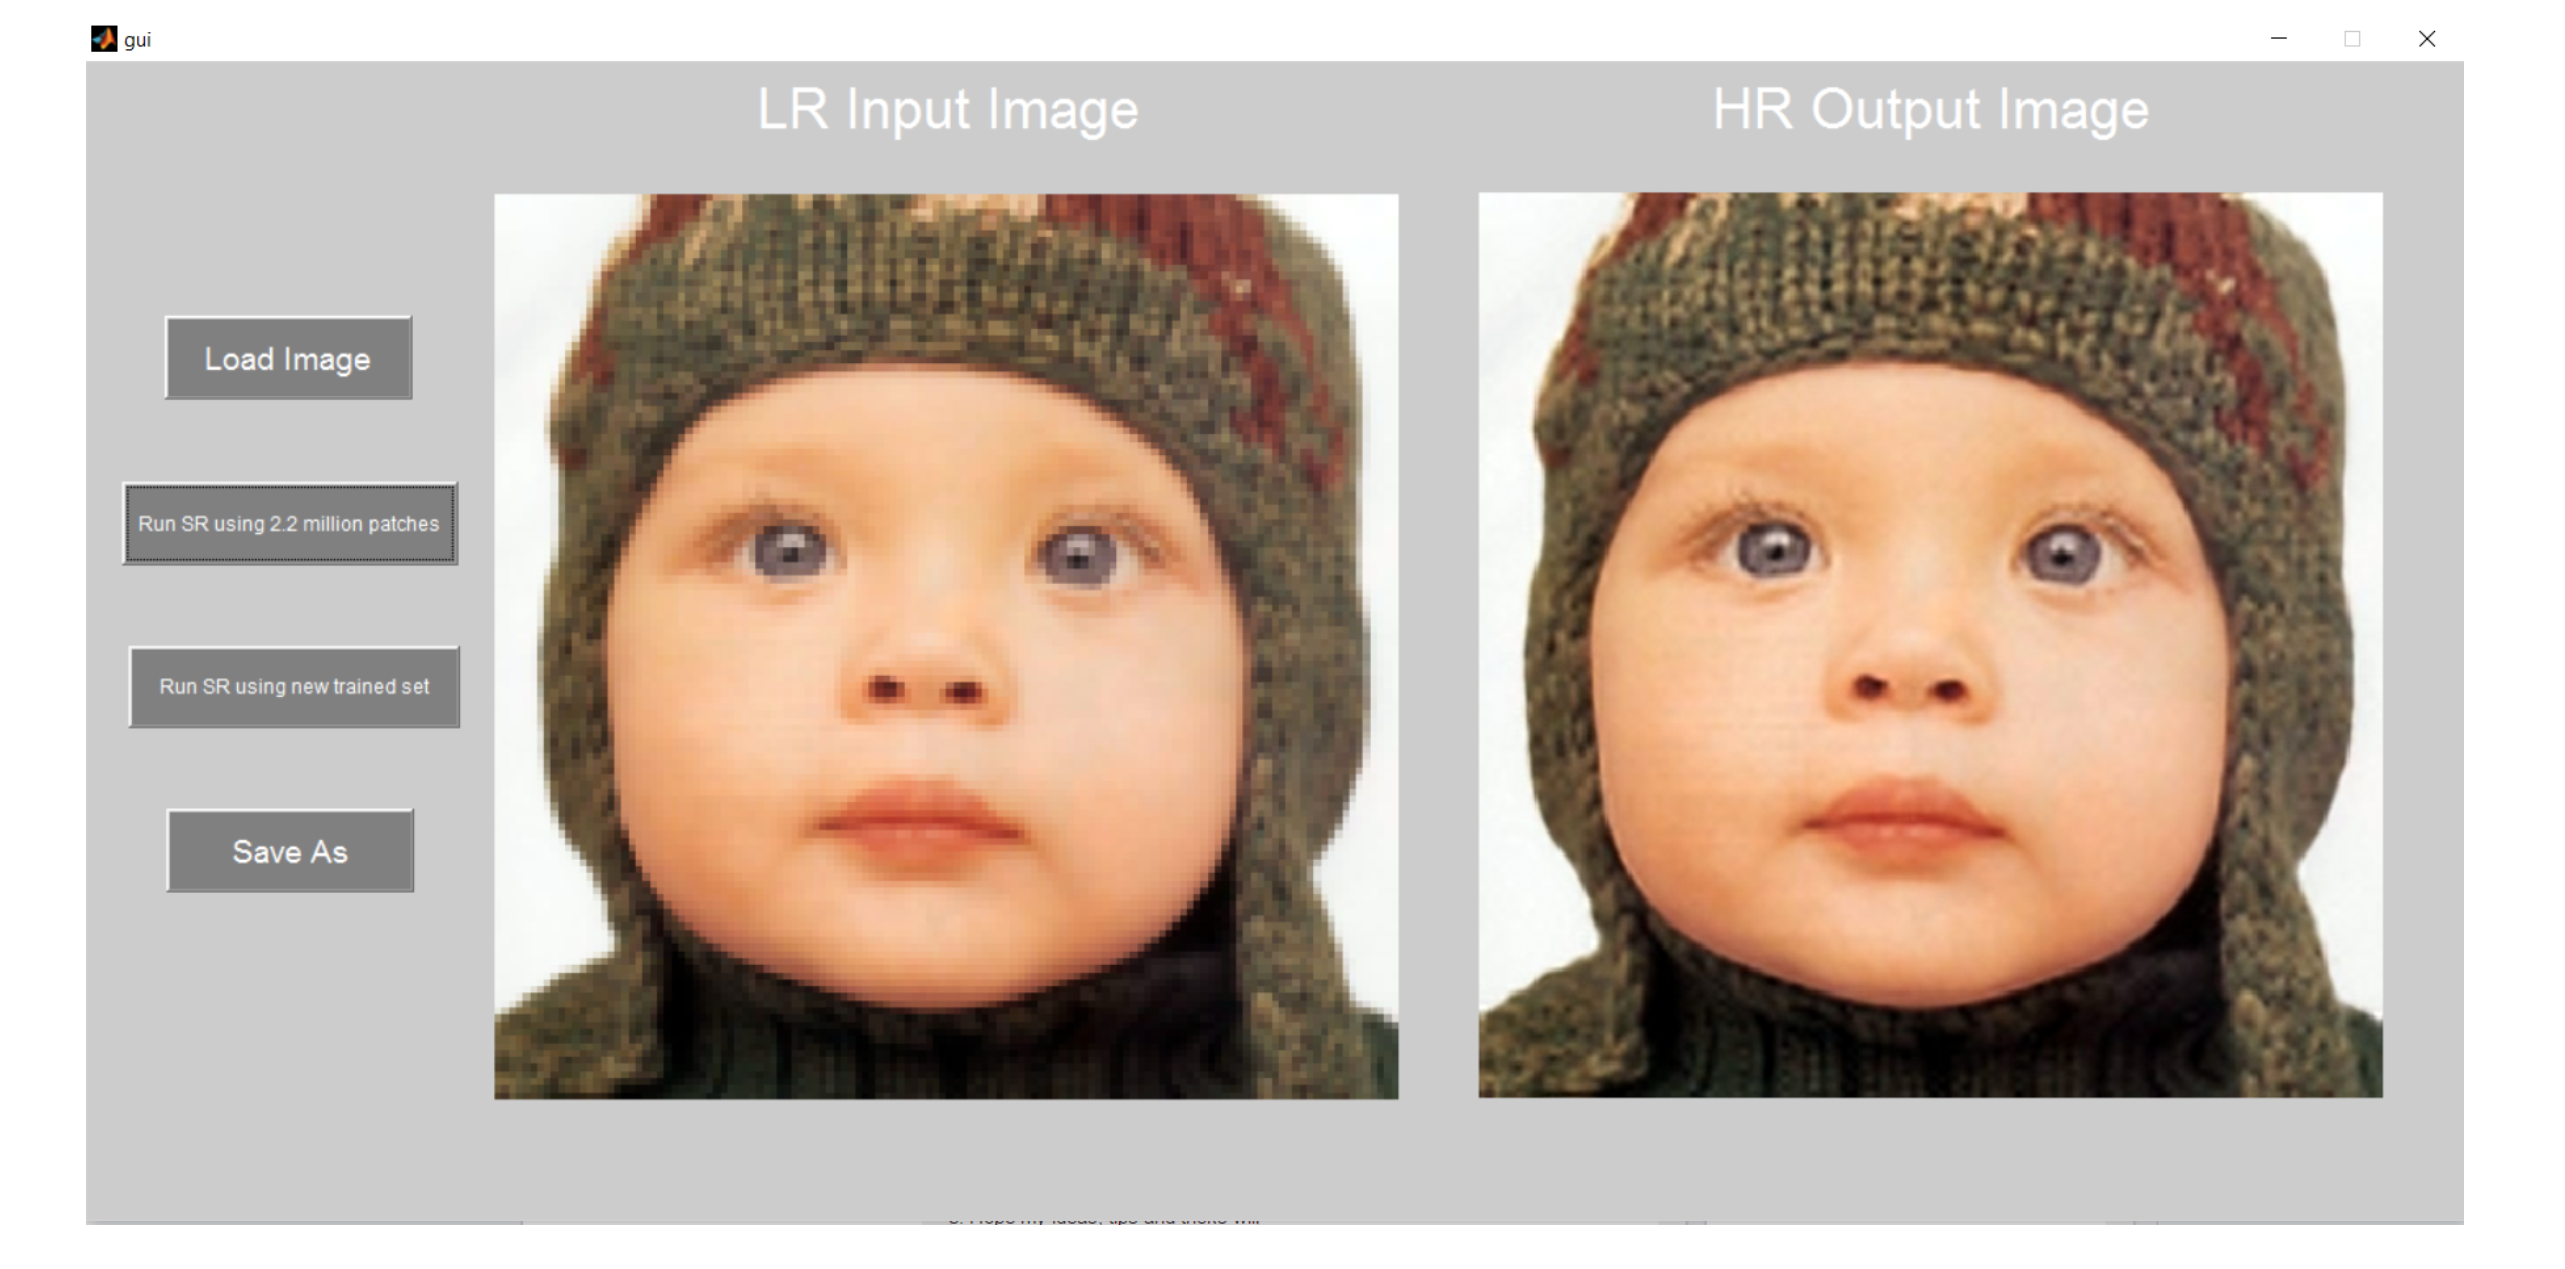 gui
LR Input Image
HR Output Image
Load Image
Run SR using 2.2 million patches
Run SR using new trained set
Save As